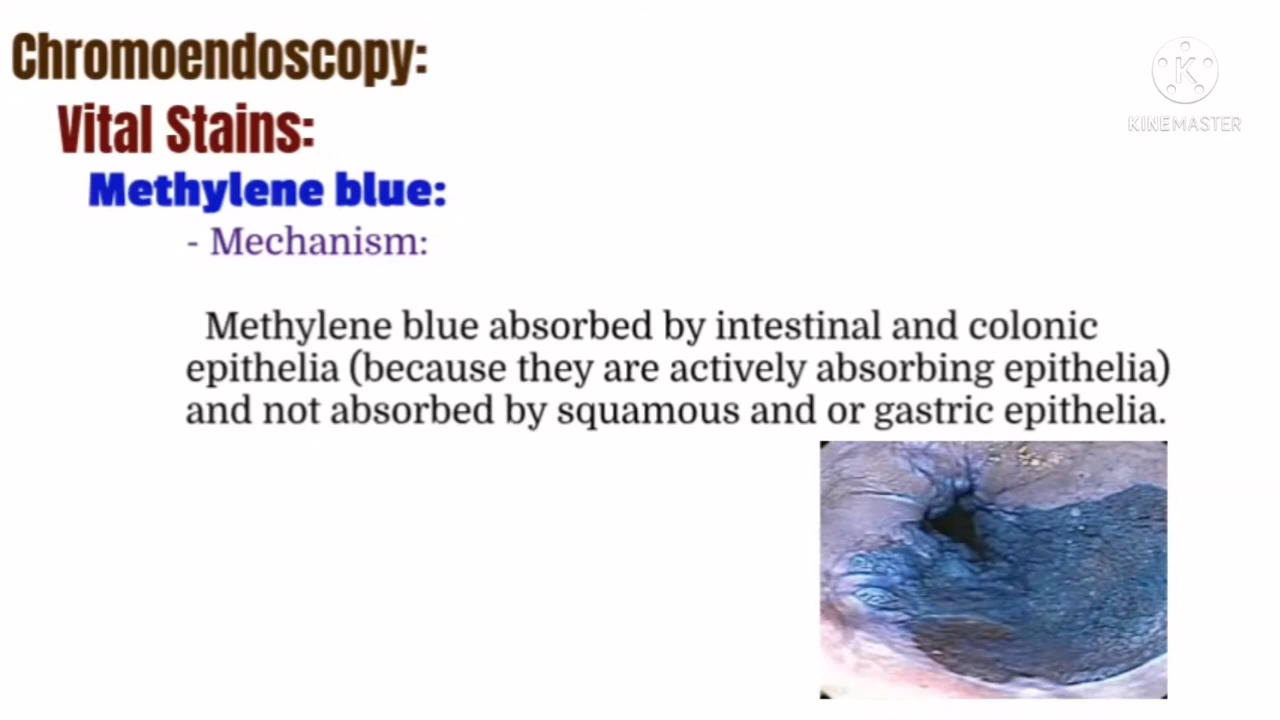 Chromoendoscopy:
KINEMASTER
Vital Stains:
Methylene blue:
- Mechanism:
Methylene blue absorbed by intestinal and colonic
epithelia (because they are actively absorbing epithelia)
and not absorbed by squamous and or gastric epithelia.